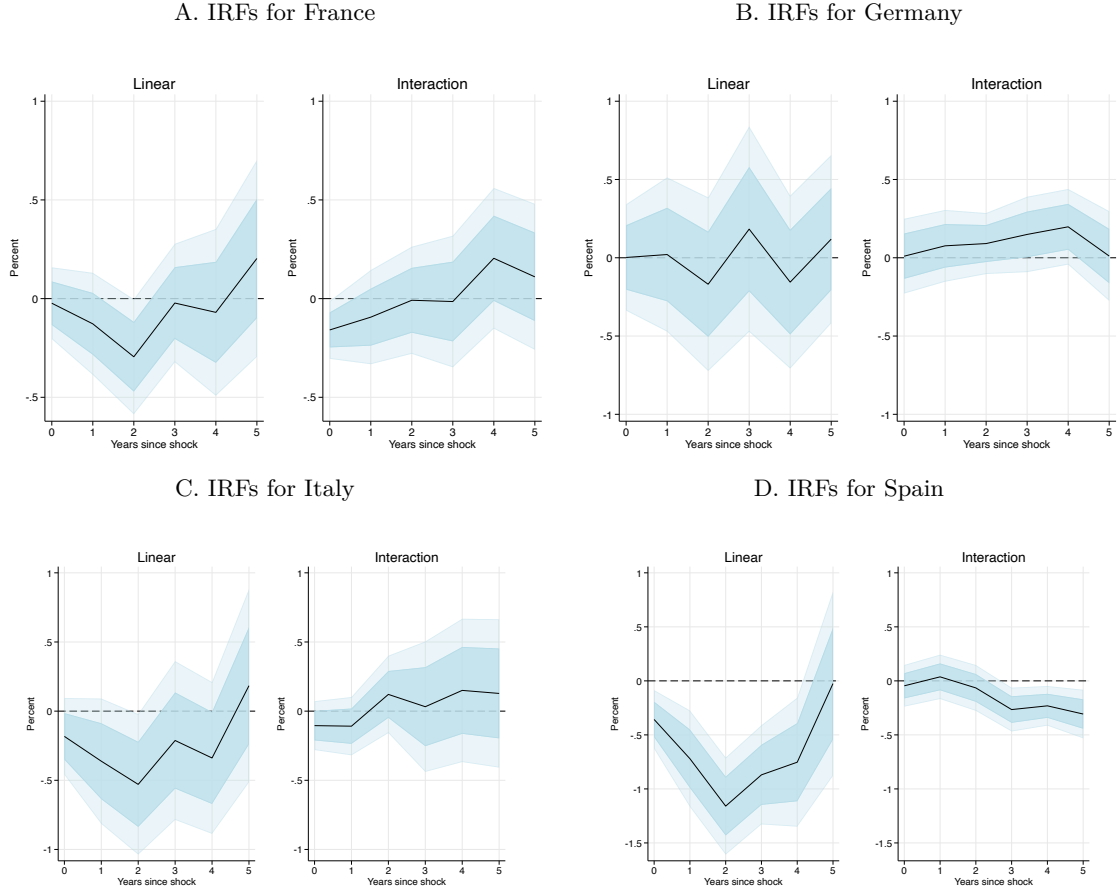 A. IRFs for France
Linear
Interaction
Percent
1
.5
0
-.5
0 1 2 3 4 5
Years since shock
Percent
1
.5
0
-.5
0 1 2 3 4 5
Years since shock
B. IRFs for Germany
Linear
Interaction
Percent
1
.5
0
-.5
-1
0 1 2 3 4 5
Years since shock
Percent
1
.5
0
-.5
-1
0 1 2 3 4 5
Years since shock
C. IRFs for Italy
Linear
Interaction
Percent
1
.5
0
-.5
-1
0 1 2 3 4 5
Years since shock
Percent
1
.5
0
-.5
-1
0 1 2 3 4 5
Years since shock
D. IRFs for Spain
Linear
Interaction
Percent
1
.5
0
-.5
-1
-1.5
0 1 2 3 4 5
Years since shock
Percent
1
.5
0
-.5
-1
-1.5
0 1 2 3 4 5
Years since shock